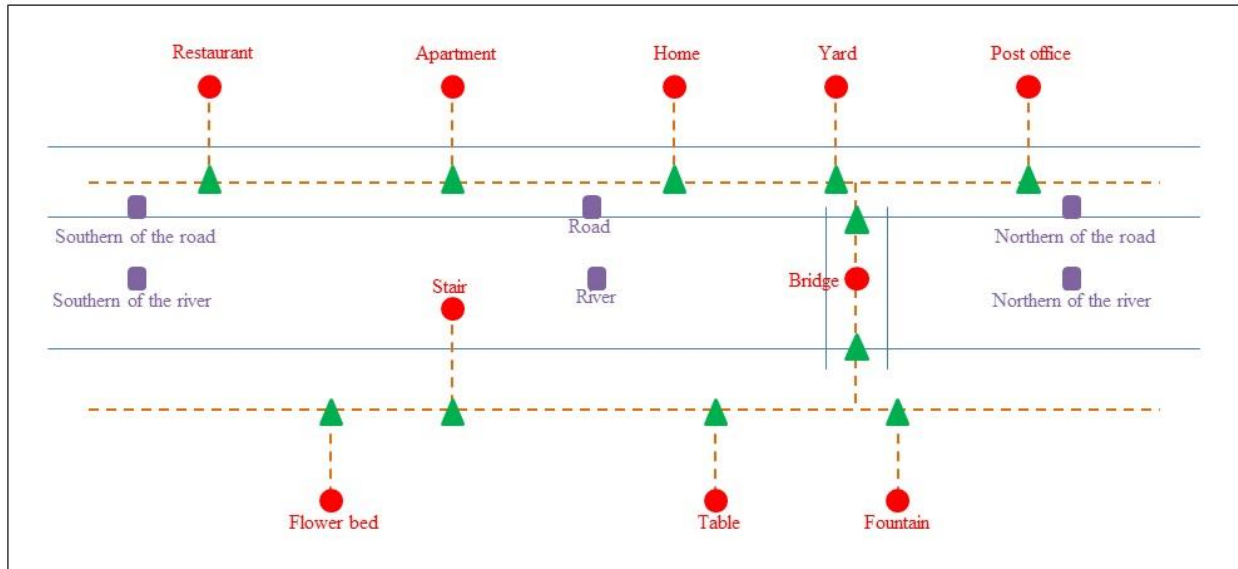 Restaurant
Apartment
Home
Yard
Post office
Southern of the road
Road
Northern of the road
Southern of the river
Stair
River
Bridge
Northern of the river
Flower bed
Table
Fountain